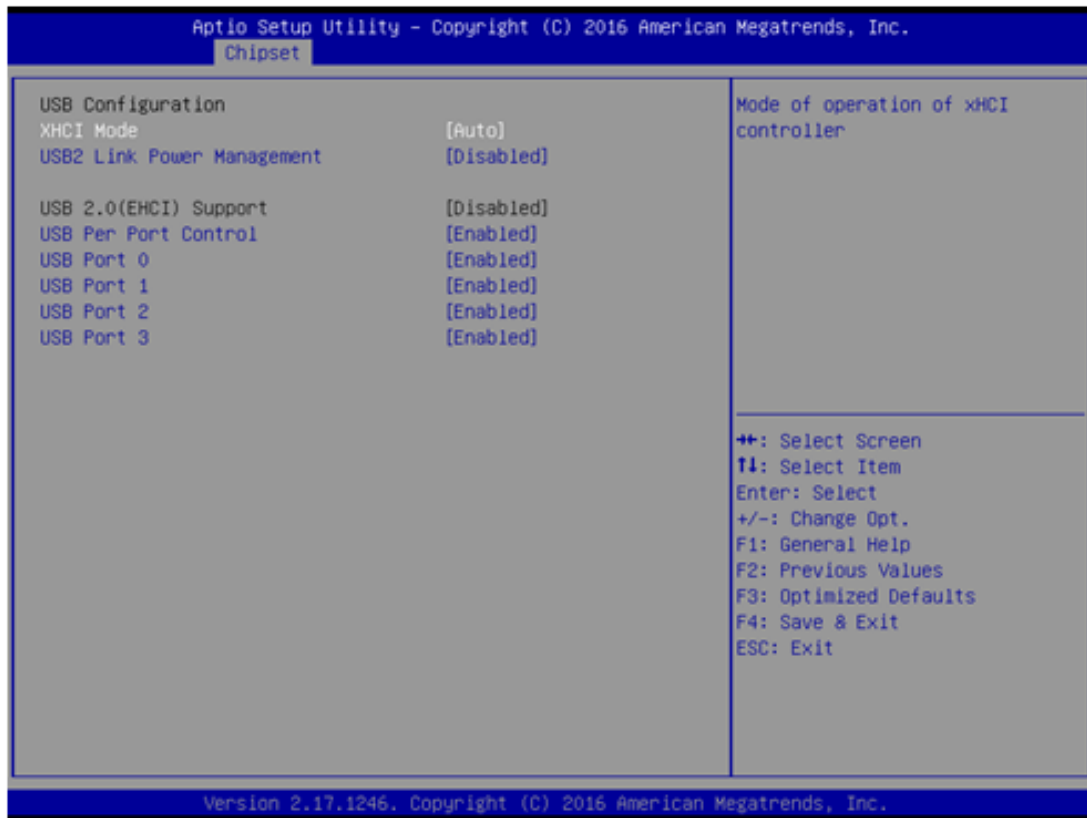 Aptio Setup Utility – Copyright (C) 2016 American Megatrends, Inc.
Chipset
USB Configuration
XHCI Mode [Auto]
USB2 Link Power Management [Disabled]
USB 2.0(EHCI) Support [Disabled]
USB Per Port Control [Enabled]
USB Port 0 [Enabled]
USB Port 1 [Enabled]
USB Port 2 [Enabled]
USB Port 3 [Enabled]
Mode of operation of xHCI
controller
→←: Select Screen
↑↓: Select Item
Enter: Select
+/-: Change Opt.
F1: General Help
F2: Previous Values
F3: Optimized Defaults
F4: Save & Exit
ESC: Exit
Version 2.17.1246. Copyright (C) 2016 American Megatrends, Inc.